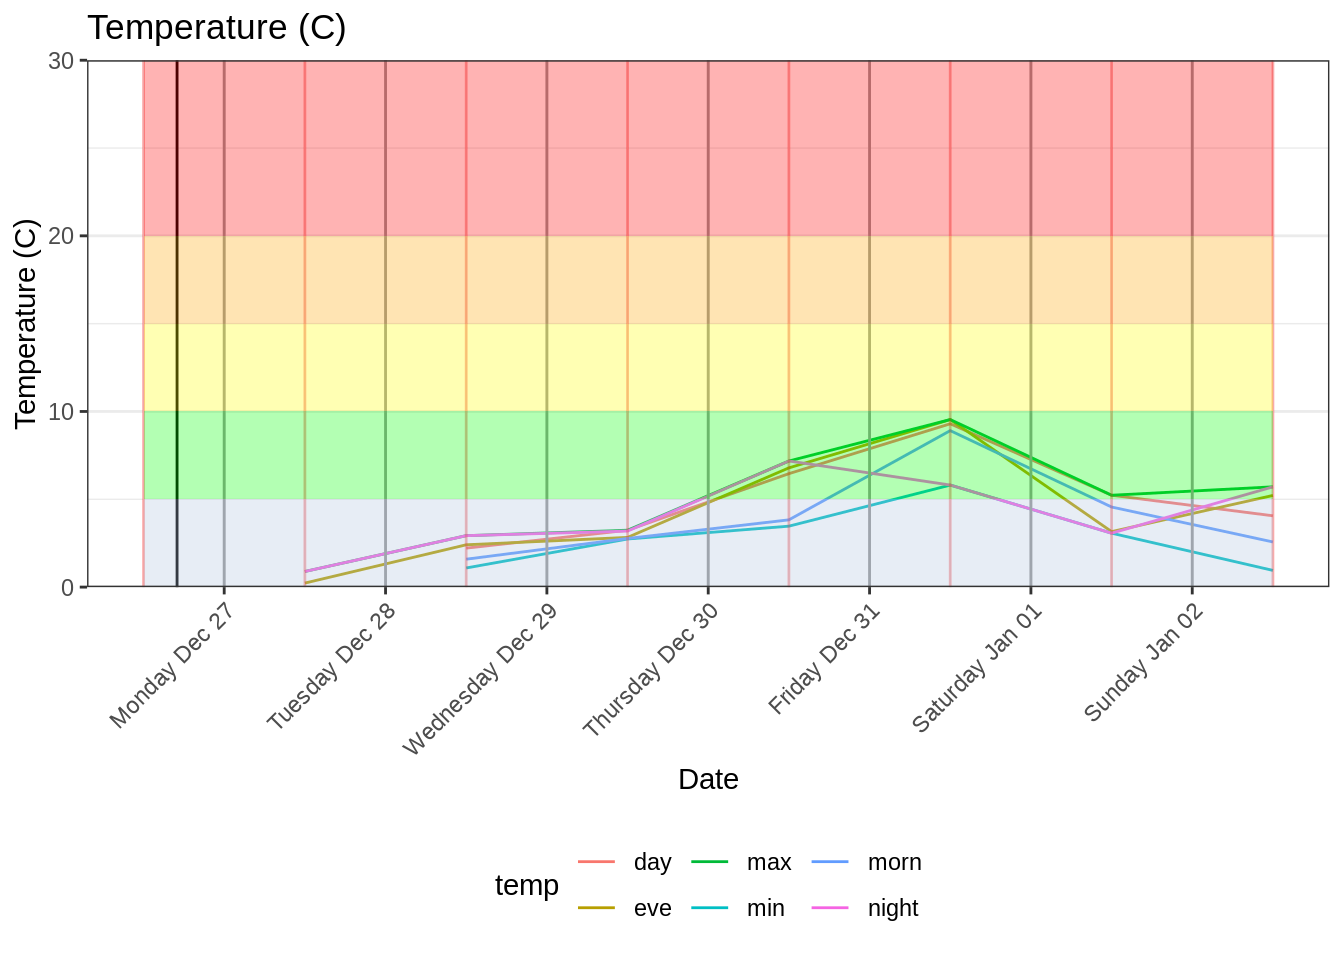 Temperature (C)
Temperature (C)
30
20
10
0
Monday Dec 27
Tuesday Dec 28
Wednesday Dec 29
Thursday Dec 30
Friday Dec 31
Saturday Jan 01
Sunday Jan 02
Date
temp
day max morn
eve min night